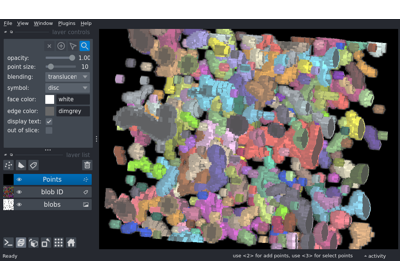 File View Window Plugins Help
layer controls
opacity: 1.00
point size: 10
blending: translucen
symbol: disc
face color: white
edge color: dimgrey
display text:
out of slice:
layer list
Points
blob ID
blobs
Ready
use <2> for add points, use <3> for select points
activity